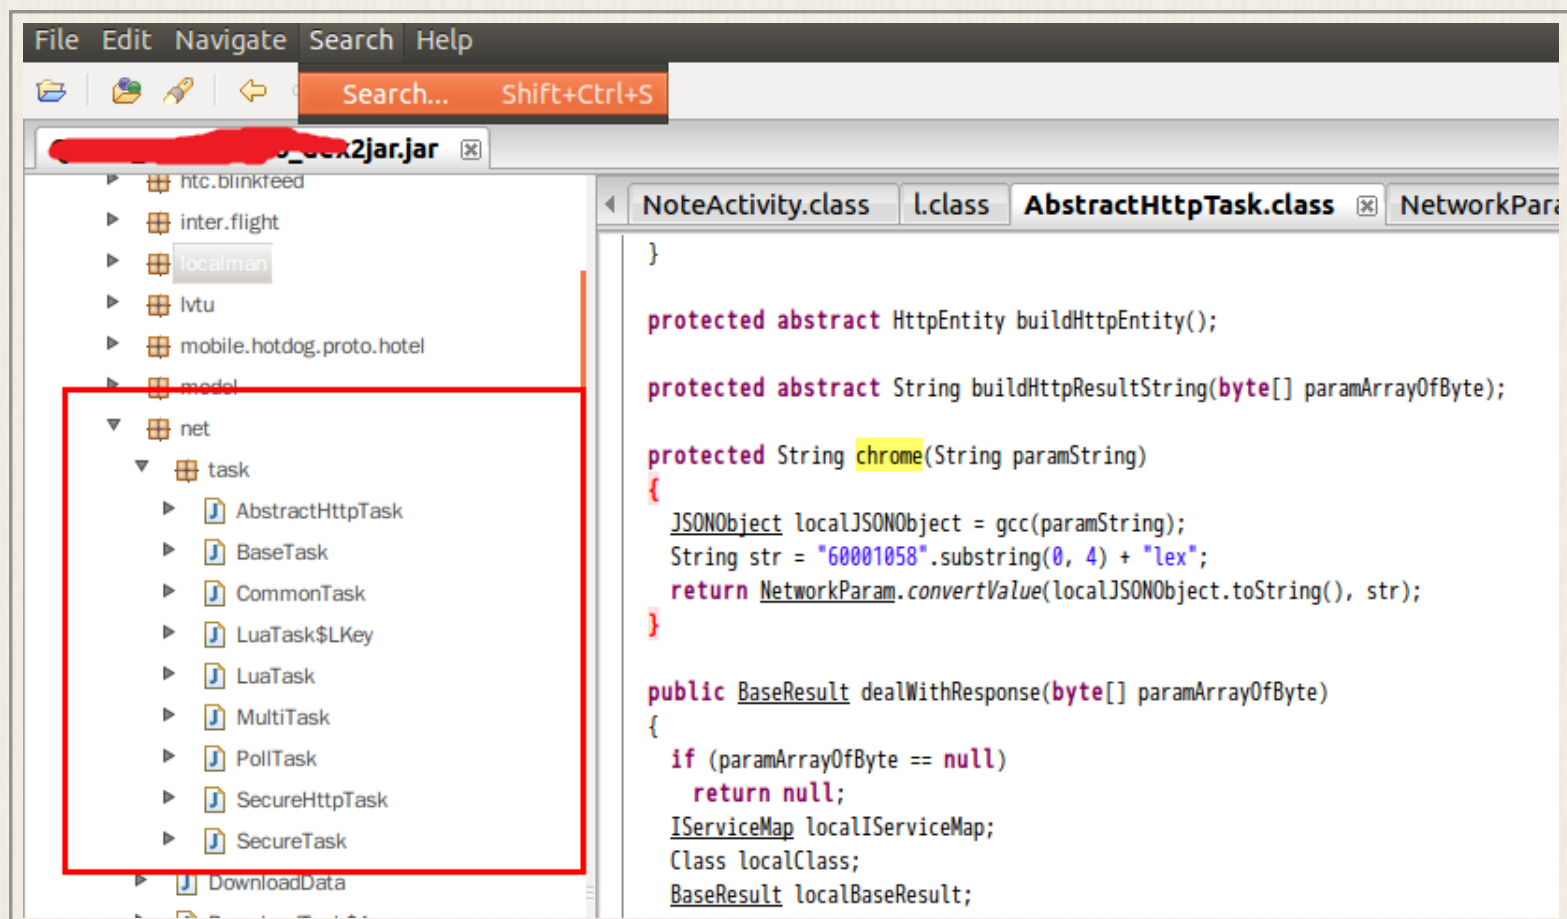 File Edit Navigate Search Help
Search... Shift+Ctrl+S
2jar.jar
htc.blinkfeed
inter.flight
localman
lvtu
mobile.hotdog.proto.hotel
model
net
task
AbstractHttpTask
BaseTask
CommonTask
LuaTask$LKey
LuaTask
MultiTask
PollTask
SecureHttpTask
SecureTask
DownloadData
NoteActivity.class l.class AbstractHttpTask.class NetworkPara
}
protected abstract HttpEntity buildHttpEntity();
protected abstract String buildHttpResultString(byte[] paramArrayOfByte);
protected String chrome(String paramString)
{
JSONObject localJSONObject = gcc(paramString);
String str = "60001058".substring(0, 4) + "lex";
return NetworkParam.convertValue(localJSONObject.toString(), str);
}
public BaseResult dealWithResponse(byte[] paramArrayOfByte)
{
if (paramArrayOfByte == null)
return null;
IServiceMap localIServiceMap;
Class localClass;
BaseResult localBaseResult;